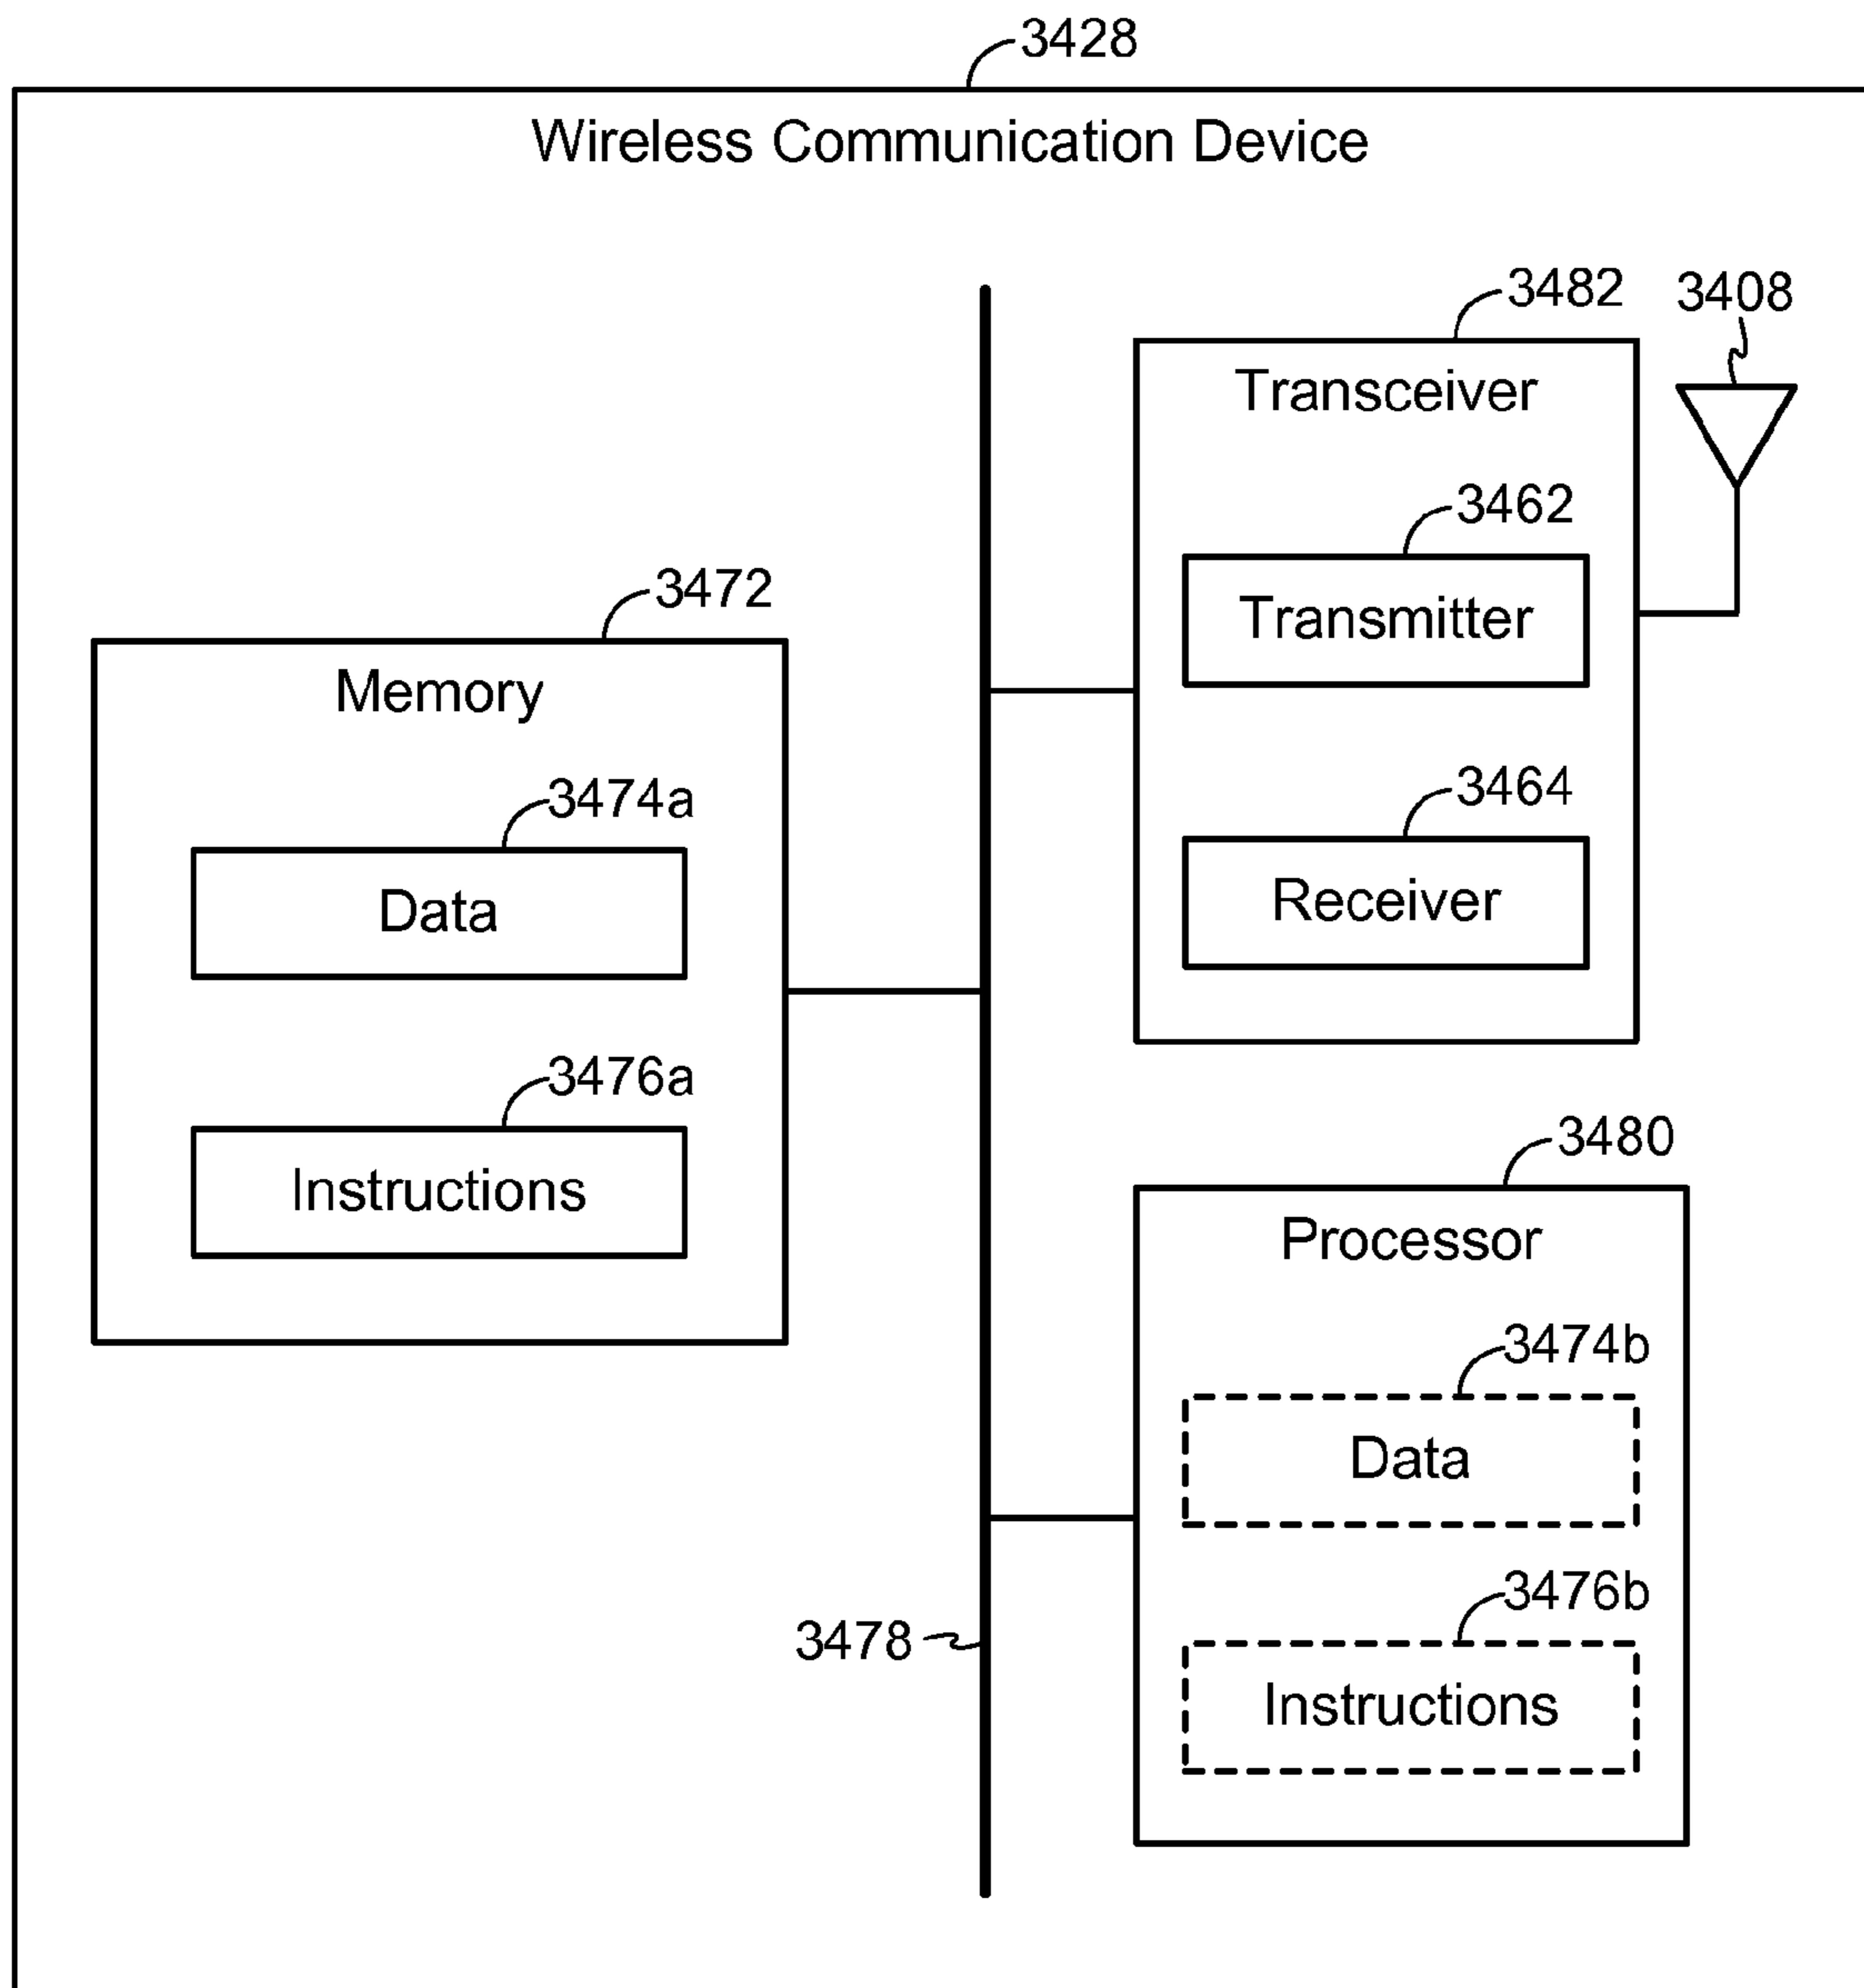 3428
Wireless Communication Device
3482
3408
Transceiver
3462
Transmitter
3464
Receiver
3472
Memory
3474a
Data
3476a
Instructions
3480
Processor
3474b
Data
3476b
Instructions
3478